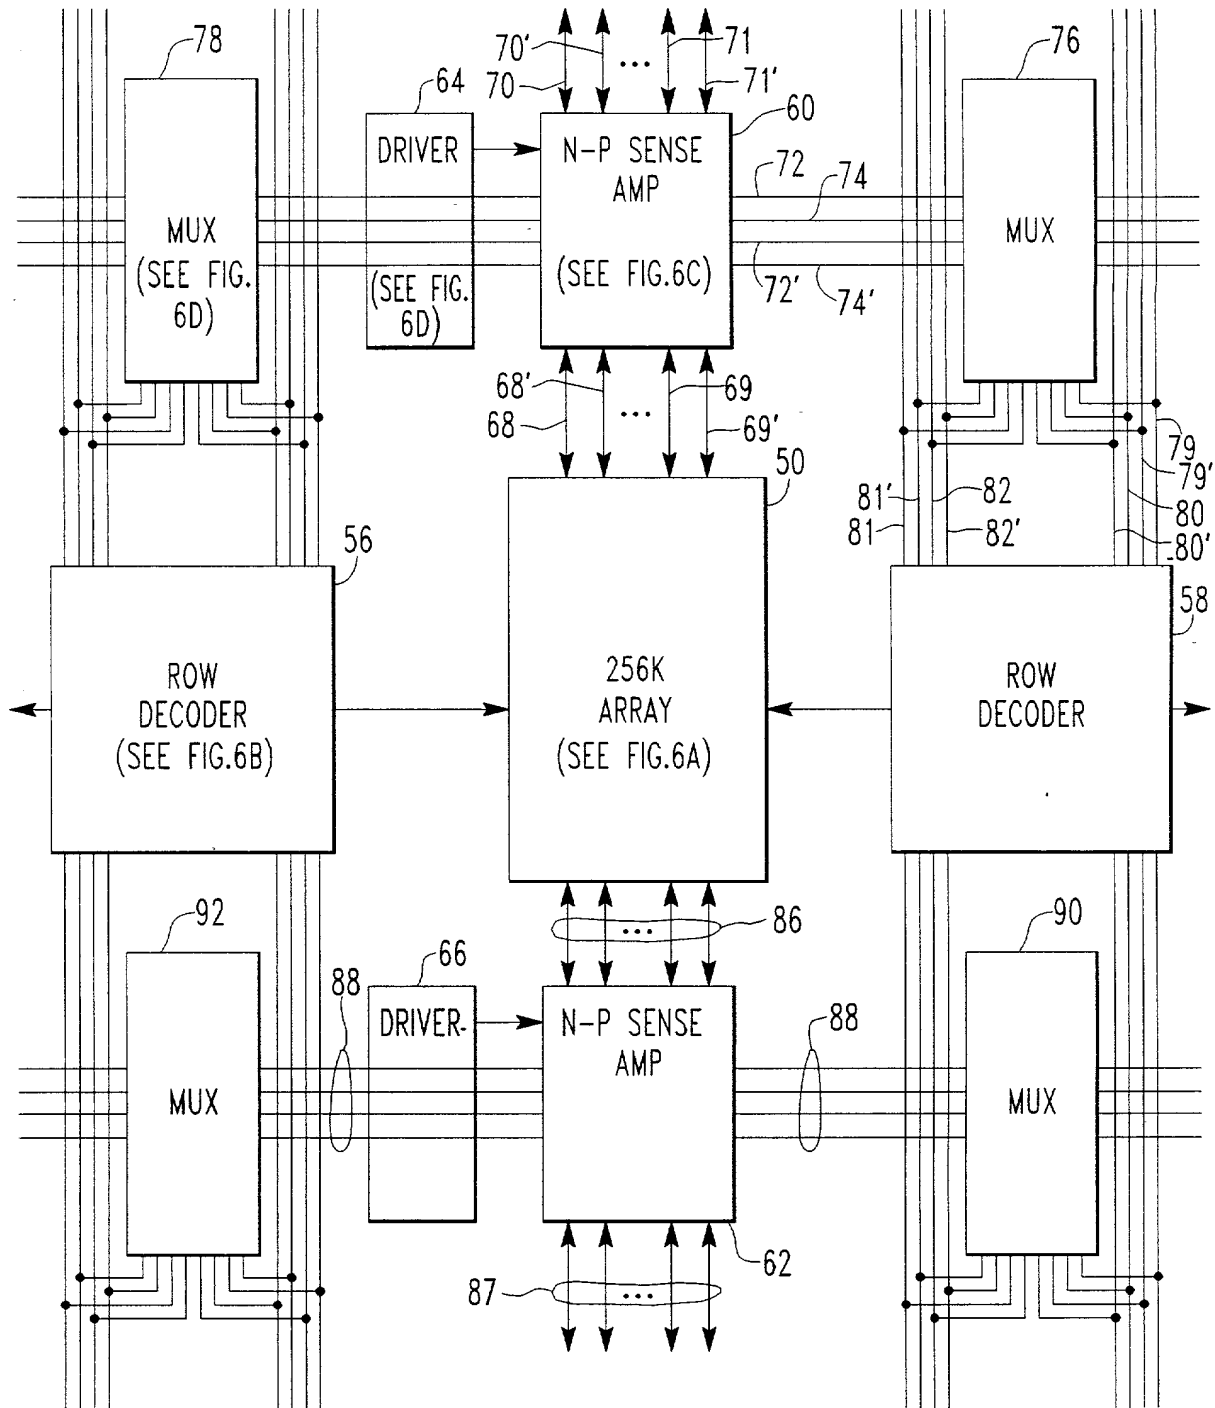 78
64
70'
70
71
71'
60
76
DRIVER
N-P SENSE
AMP
72
74
MUX
(SEE FIG.
6D)
(SEE FIG.
6D)
(SEE FIG.6C)
72'
74'
MUX
68'
68
69
69'
79
79'
80
80'
81'
81
82
82'
50
56
58
ROW
DECODER
(SEE FIG.6B)
256K
ARRAY
(SEE FIG.6A)
ROW
DECODER
92
86
90
88
66
88
DRIVER
N-P SENSE
AMP
MUX
MUX
62
87